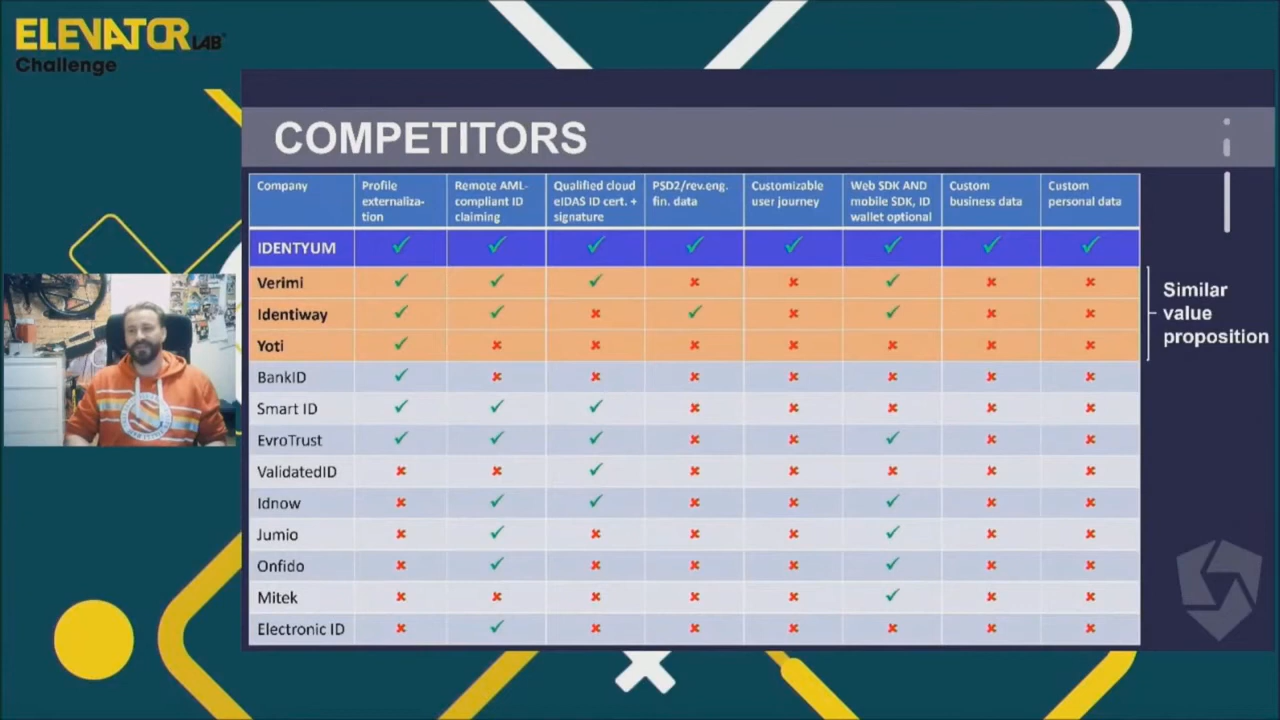 ELEVATOR LAB
Challenge
COMPETITORS
Company Profile externaliza-tion Remote AML-compliant ID claiming Qualified cloud eIDAS ID cert. + signature PSD2/rev.eng. fin. data Customizable user journey Web SDK AND mobile SDK, ID wallet optional Custom business data Custom personal data
IDENTYUM ✓ ✓ ✓ ✓ ✓ ✓ ✓ ✓
Verimi ✓ ✓ ✓ ✗ ✗ ✓ ✗ ✗
Identiway ✓ ✓ ✗ ✓ ✗ ✓ ✗ ✗
Yoti ✓ ✗ ✗ ✗ ✗ ✗ ✗ ✗
BankID ✓ ✗ ✗ ✗ ✗ ✗ ✗ ✗
Smart ID ✓ ✓ ✓ ✗ ✗ ✗ ✗ ✗
EvroTrust ✓ ✓ ✓ ✗ ✗ ✓ ✗ ✗
ValidatedID ✗ ✗ ✓ ✗ ✗ ✗ ✗ ✗
Idnow ✗ ✓ ✓ ✗ ✗ ✓ ✗ ✗
Jumio ✗ ✓ ✗ ✗ ✗ ✓ ✗ ✗
Onfido ✗ ✓ ✗ ✗ ✗ ✓ ✗ ✗
Mitek ✗ ✗ ✗ ✗ ✗ ✓ ✗ ✗
Electronic ID ✗ ✓ ✗ ✗ ✗ ✗ ✗ ✗
Similar
value
proposition